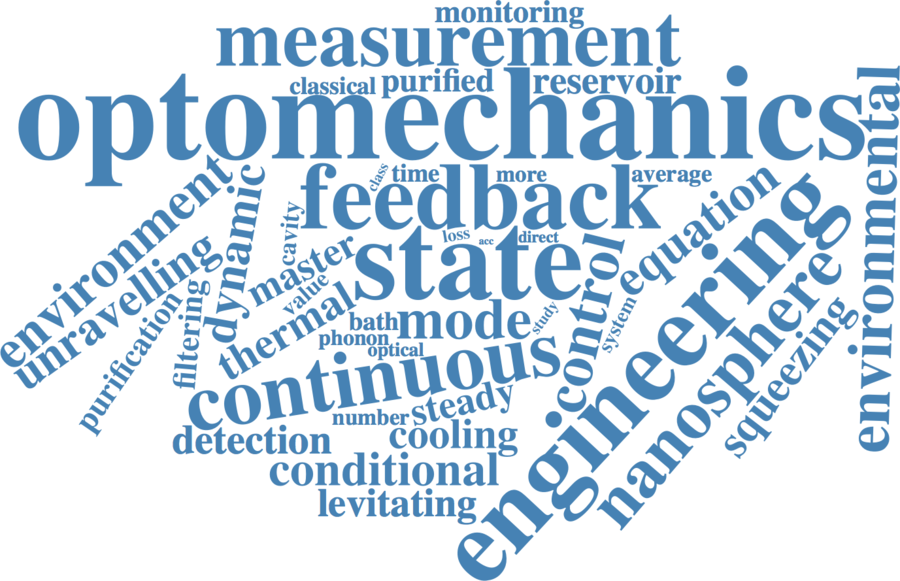 monitoring
measurement
classical
purified
reservoir
optomechanics
environmental
class
time
more
average
feedback
environment
dynamic
cavity
loss
acc
direct
state
equation
engineering
unravelling
master
control
value
system
nanosphere
purification
filtering
thermal
bath
mode
study
phonon
optical
squeezing
continuous
number
steady
detection
cooling
conditional
levitating